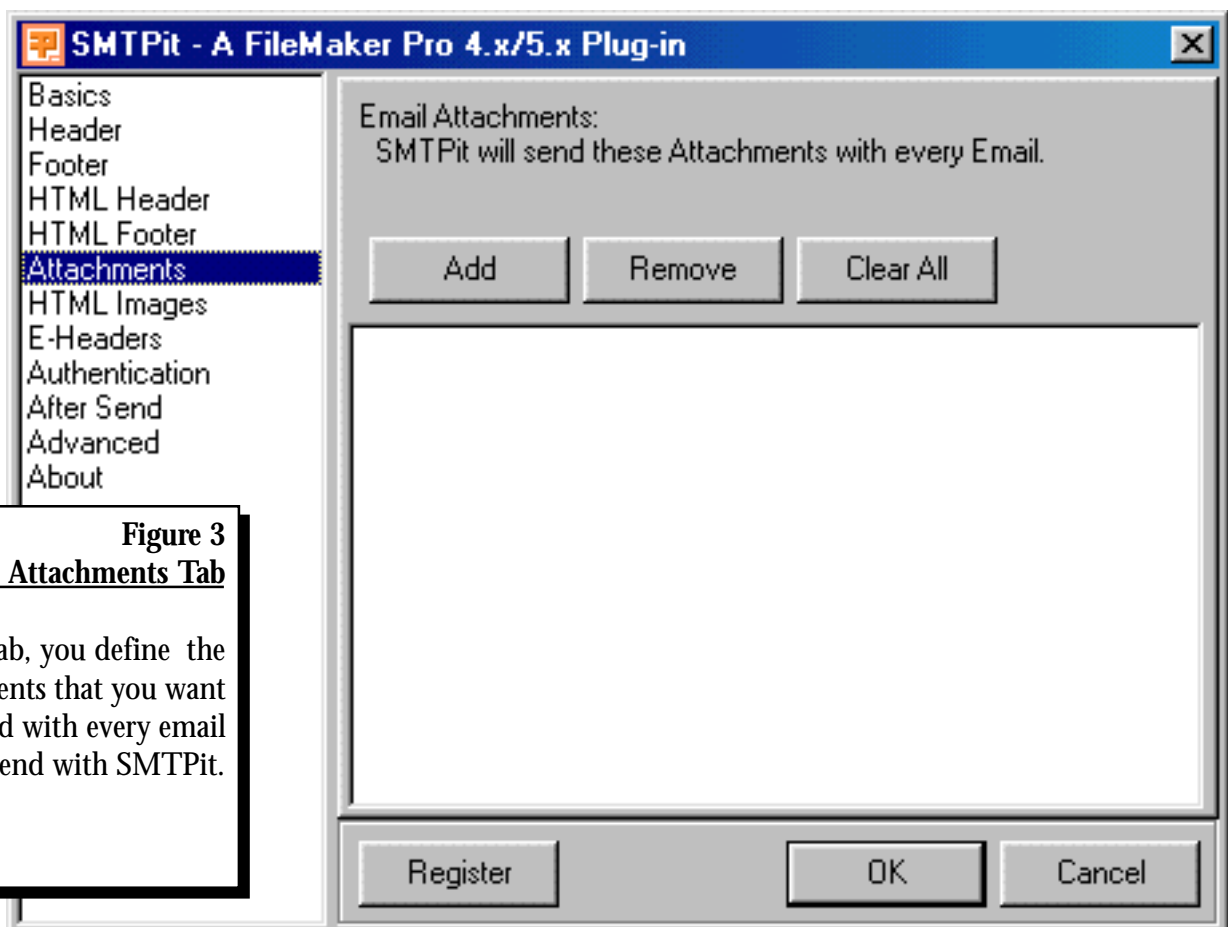 SMTPit - A FileMaker Pro 4.x/5.x Plug-in
Basics
Header
Footer
HTML Header
HTML Footer
Attachments
HTML Images
E-Headers
Authentication
After Send
Advanced
About
Email Attachments:
SMTPit will send these Attachments with every Email.
Add
Remove
Clear All
Figure 3
Attachments Tab
you define the
that you want
with every email
with SMTPit.
Register
OK
Cancel